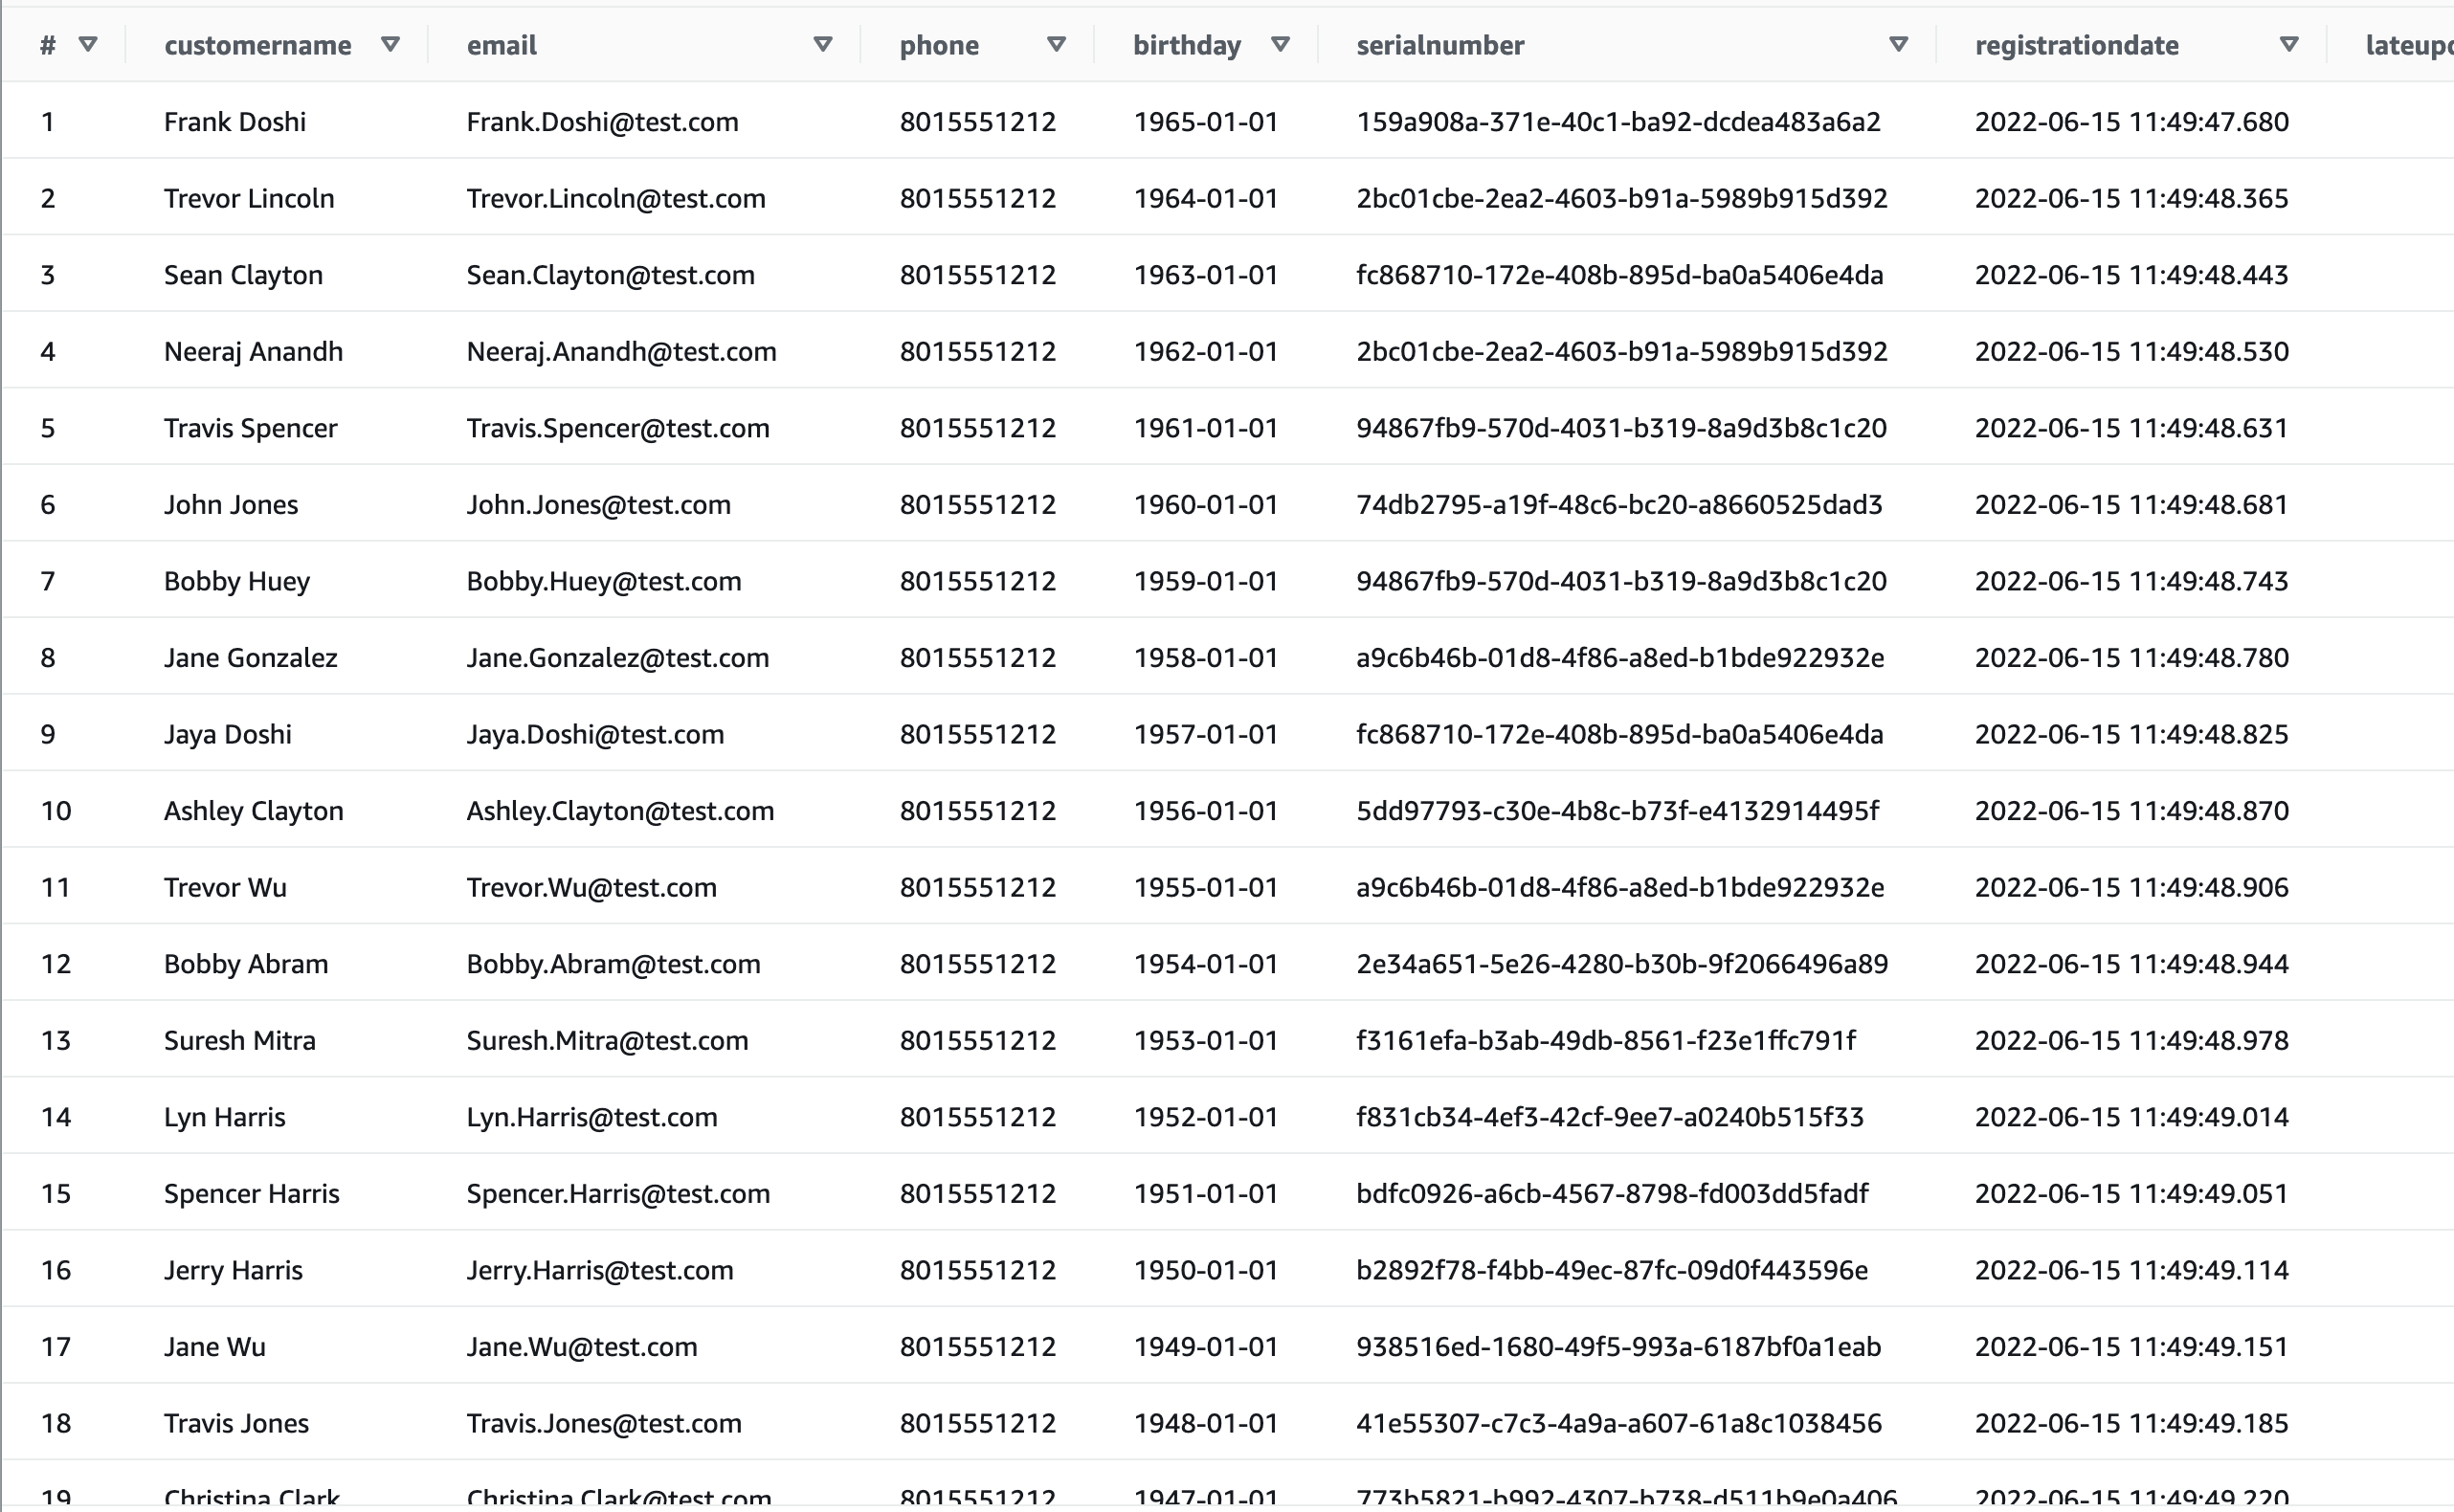 # customername email phone birthday serialnumber registrationdate lateupd
1 Frank Doshi Frank.Doshi@test.com 8015551212 1965-01-01 159a908a-371e-40c1-ba92-dcdea483a6a2 2022-06-15 11:49:47.680
2 Trevor Lincoln Trevor.Lincoln@test.com 8015551212 1964-01-01 2bc01cbe-2ea2-4603-b91a-5989b915d392 2022-06-15 11:49:48.365
3 Sean Clayton Sean.Clayton@test.com 8015551212 1963-01-01 fc868710-172e-408b-895d-ba0a5406e4da 2022-06-15 11:49:48.443
4 Neeraj Anandh Neeraj.Anandh@test.com 8015551212 1962-01-01 2bc01cbe-2ea2-4603-b91a-5989b915d392 2022-06-15 11:49:48.530
5 Travis Spencer Travis.Spencer@test.com 8015551212 1961-01-01 94867fb9-570d-4031-b319-8a9d3b8c1c20 2022-06-15 11:49:48.631
6 John Jones John.Jones@test.com 8015551212 1960-01-01 74db2795-a19f-48c6-bc20-a8660525dad3 2022-06-15 11:49:48.681
7 Bobby Huey Bobby.Huey@test.com 8015551212 1959-01-01 94867fb9-570d-4031-b319-8a9d3b8c1c20 2022-06-15 11:49:48.743
8 Jane Gonzalez Jane.Gonzalez@test.com 8015551212 1958-01-01 a9c6b46b-01d8-4f86-a8ed-b1bde922932e 2022-06-15 11:49:48.780
9 Jaya Doshi Jaya.Doshi@test.com 8015551212 1957-01-01 fc868710-172e-408b-895d-ba0a5406e4da 2022-06-15 11:49:48.825
10 Ashley Clayton Ashley.Clayton@test.com 8015551212 1956-01-01 5dd97793-c30e-4b8c-b73f-e4132914495f 2022-06-15 11:49:48.870
11 Trevor Wu Trevor.Wu@test.com 8015551212 1955-01-01 a9c6b46b-01d8-4f86-a8ed-b1bde922932e 2022-06-15 11:49:48.906
12 Bobby Abram Bobby.Abram@test.com 8015551212 1954-01-01 2e34a651-5e26-4280-b30b-9f2066496a89 2022-06-15 11:49:48.944
13 Suresh Mitra Suresh.Mitra@test.com 8015551212 1953-01-01 f3161efa-b3ab-49db-8561-f23e1ffc791f 2022-06-15 11:49:48.978
14 Lyn Harris Lyn.Harris@test.com 8015551212 1952-01-01 f831cb34-4ef3-42cf-9ee7-a0240b515f33 2022-06-15 11:49:49.014
15 Spencer Harris Spencer.Harris@test.com 8015551212 1951-01-01 bdfc0926-a6cb-4567-8798-fd003dd5fadf 2022-06-15 11:49:49.051
16 Jerry Harris Jerry.Harris@test.com 8015551212 1950-01-01 b2892f78-f4bb-49ec-87fc-09d0f443596e 2022-06-15 11:49:49.114
17 Jane Wu Jane.Wu@test.com 8015551212 1949-01-01 938516ed-1680-49f5-993a-6187bf0a1eab 2022-06-15 11:49:49.151
18 Travis Jones Travis.Jones@test.com 8015551212 1948-01-01 41e55307-c7c3-4a9a-a607-61a8c1038456 2022-06-15 11:49:49.185
19 Christina Clark Christina.Clark@test.com 8015551212 1947-01-01 773b5821-b992-4307-b738-d511b9e0a406 2022-06-15 11:49:49.220